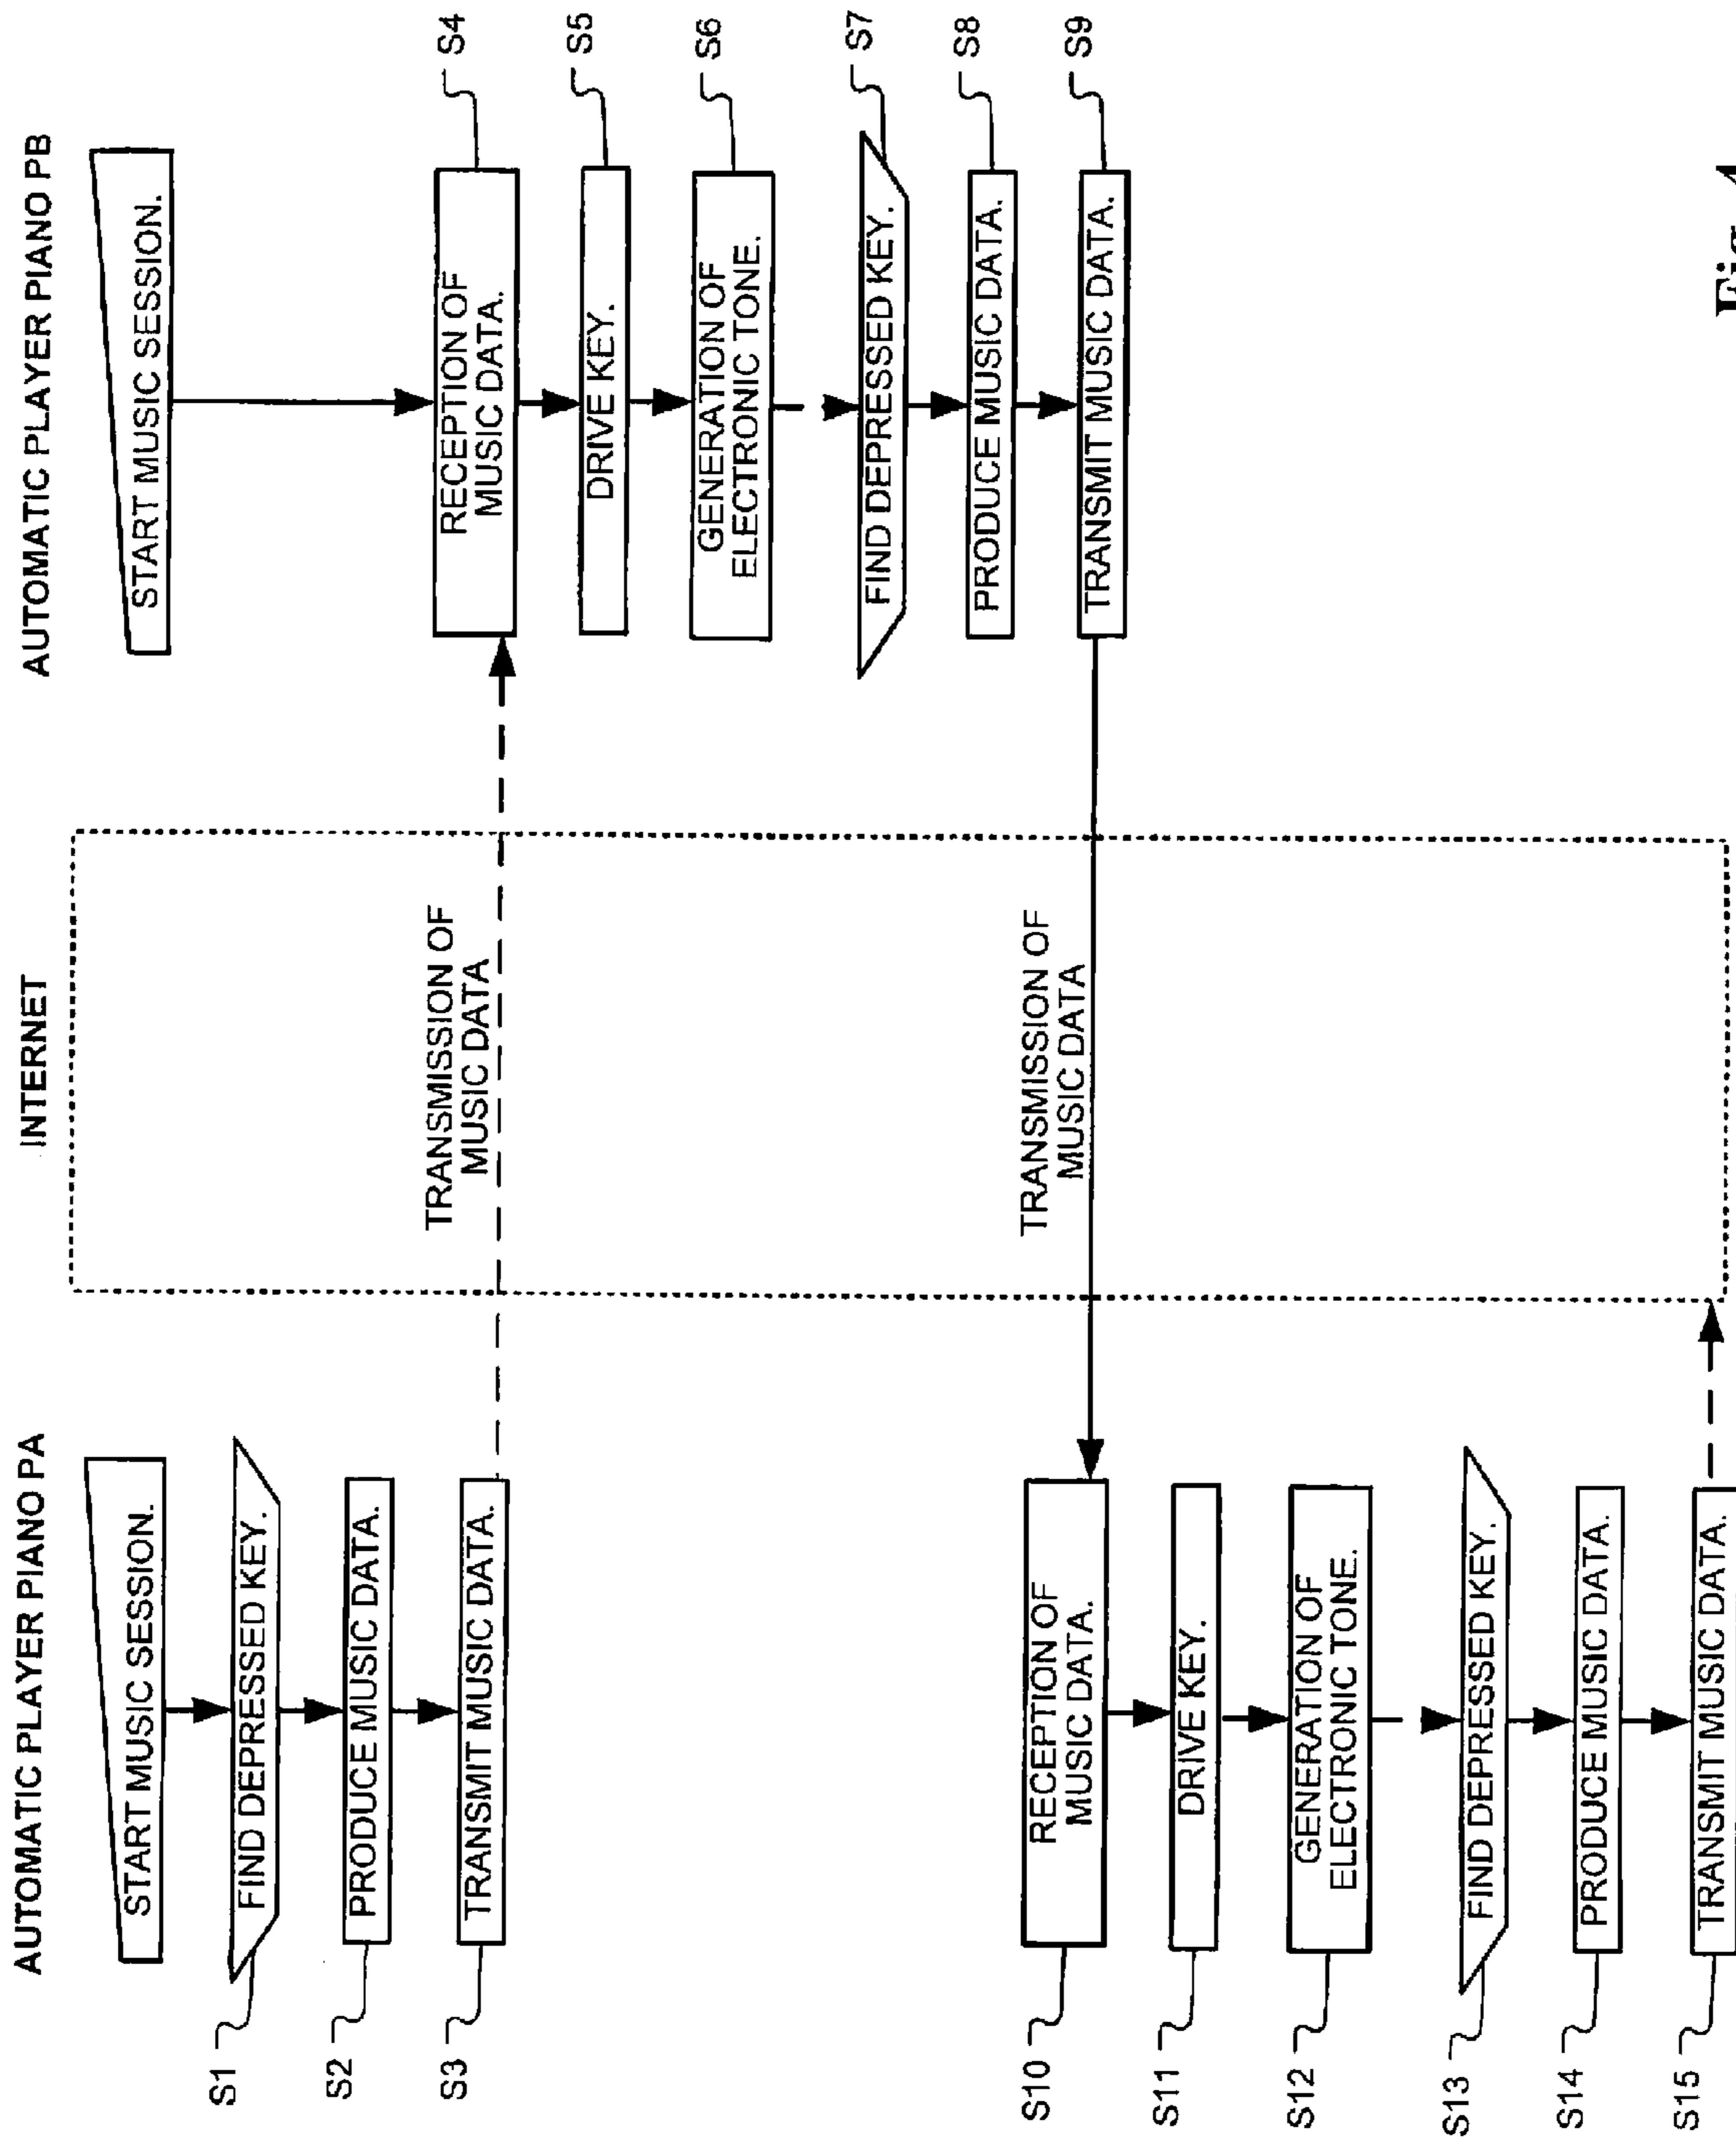 AUTOMATIC PLAYER PIANO PA
START MUSIC SESSION.
S1
FIND DEPRESSED KEY.
S2
PRODUCE MUSIC DATA.
S3
TRANSMIT MUSIC DATA.
INTERNET
TRANSMISSION OF
MUSIC DATA
AUTOMATIC PLAYER PIANO PB
START MUSIC SESSION.
RECEPTION OF
MUSIC DATA.
S4
DRIVE KEY.
S5
GENERATION OF
ELECTRONIC TONE.
S6
FIND DEPRESSED KEY.
S7
PRODUCE MUSIC DATA.
S8
TRANSMIT MUSIC DATA.
S9
TRANSMISSION OF
MUSIC DATA
S10
RECEPTION OF
MUSIC DATA.
S11
DRIVE KEY.
S12
GENERATION OF
ELECTRONIC TONE.
S13
FIND DEPRESSED KEY.
S14
PRODUCE MUSIC DATA.
S15
TRANSMIT MUSIC DATA.